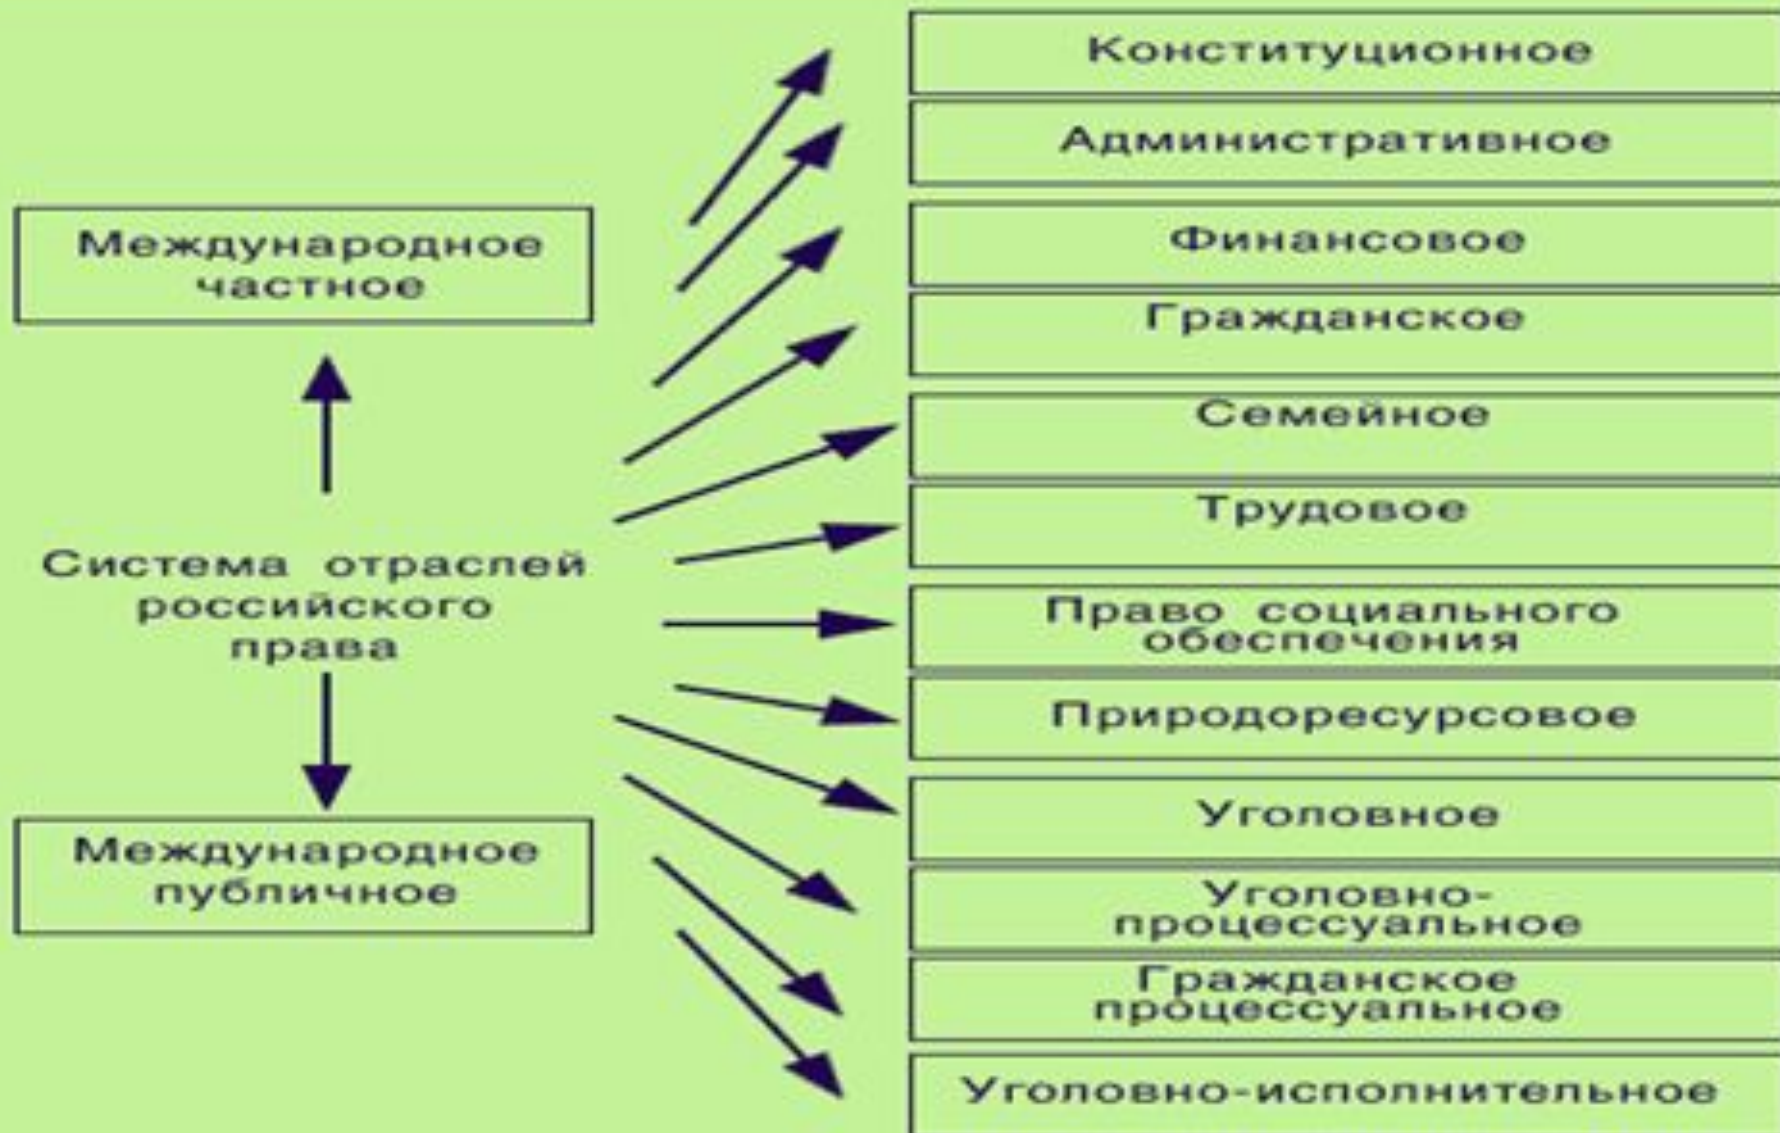 Международное
частное
Система отраслей
российского
права
Международное
публичное
Конституционное
Административное
Финансовое
Гражданское
Семейное
Трудовое
Право социального
обеспечения
Природоресурсовое
Уголовное
Уголовно-
процессуальное
Гражданское
процессуальное
Уголовно-исполнительное